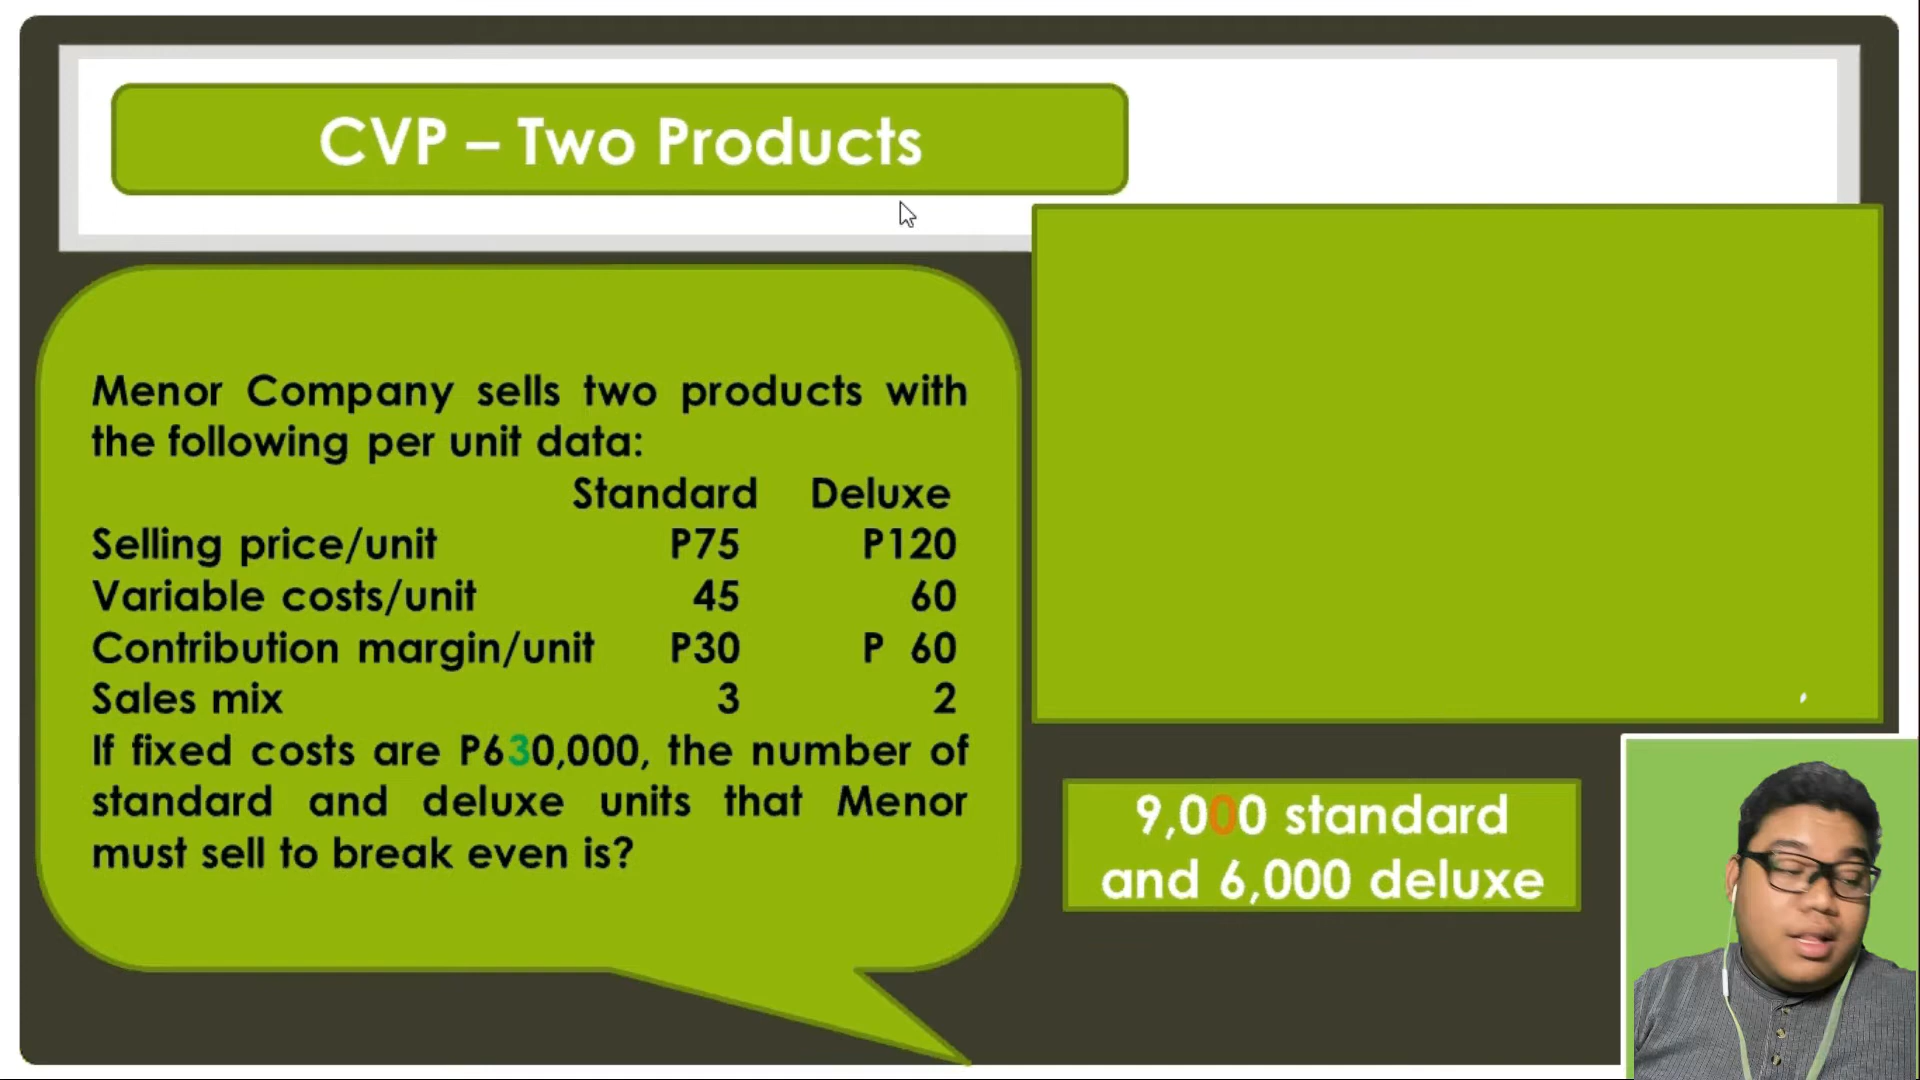 CVP – Two Products
Menor Company sells two products with
the following per unit data:
Standard Deluxe
Selling price/unit P75 P120
Variable costs/unit 45 60
Contribution margin/unit P30 P 60
Sales mix 3 2
If fixed costs are P630,000, the number of
standard and deluxe units that Menor
must sell to break even is?
9,000 standard
and 6,000 deluxe